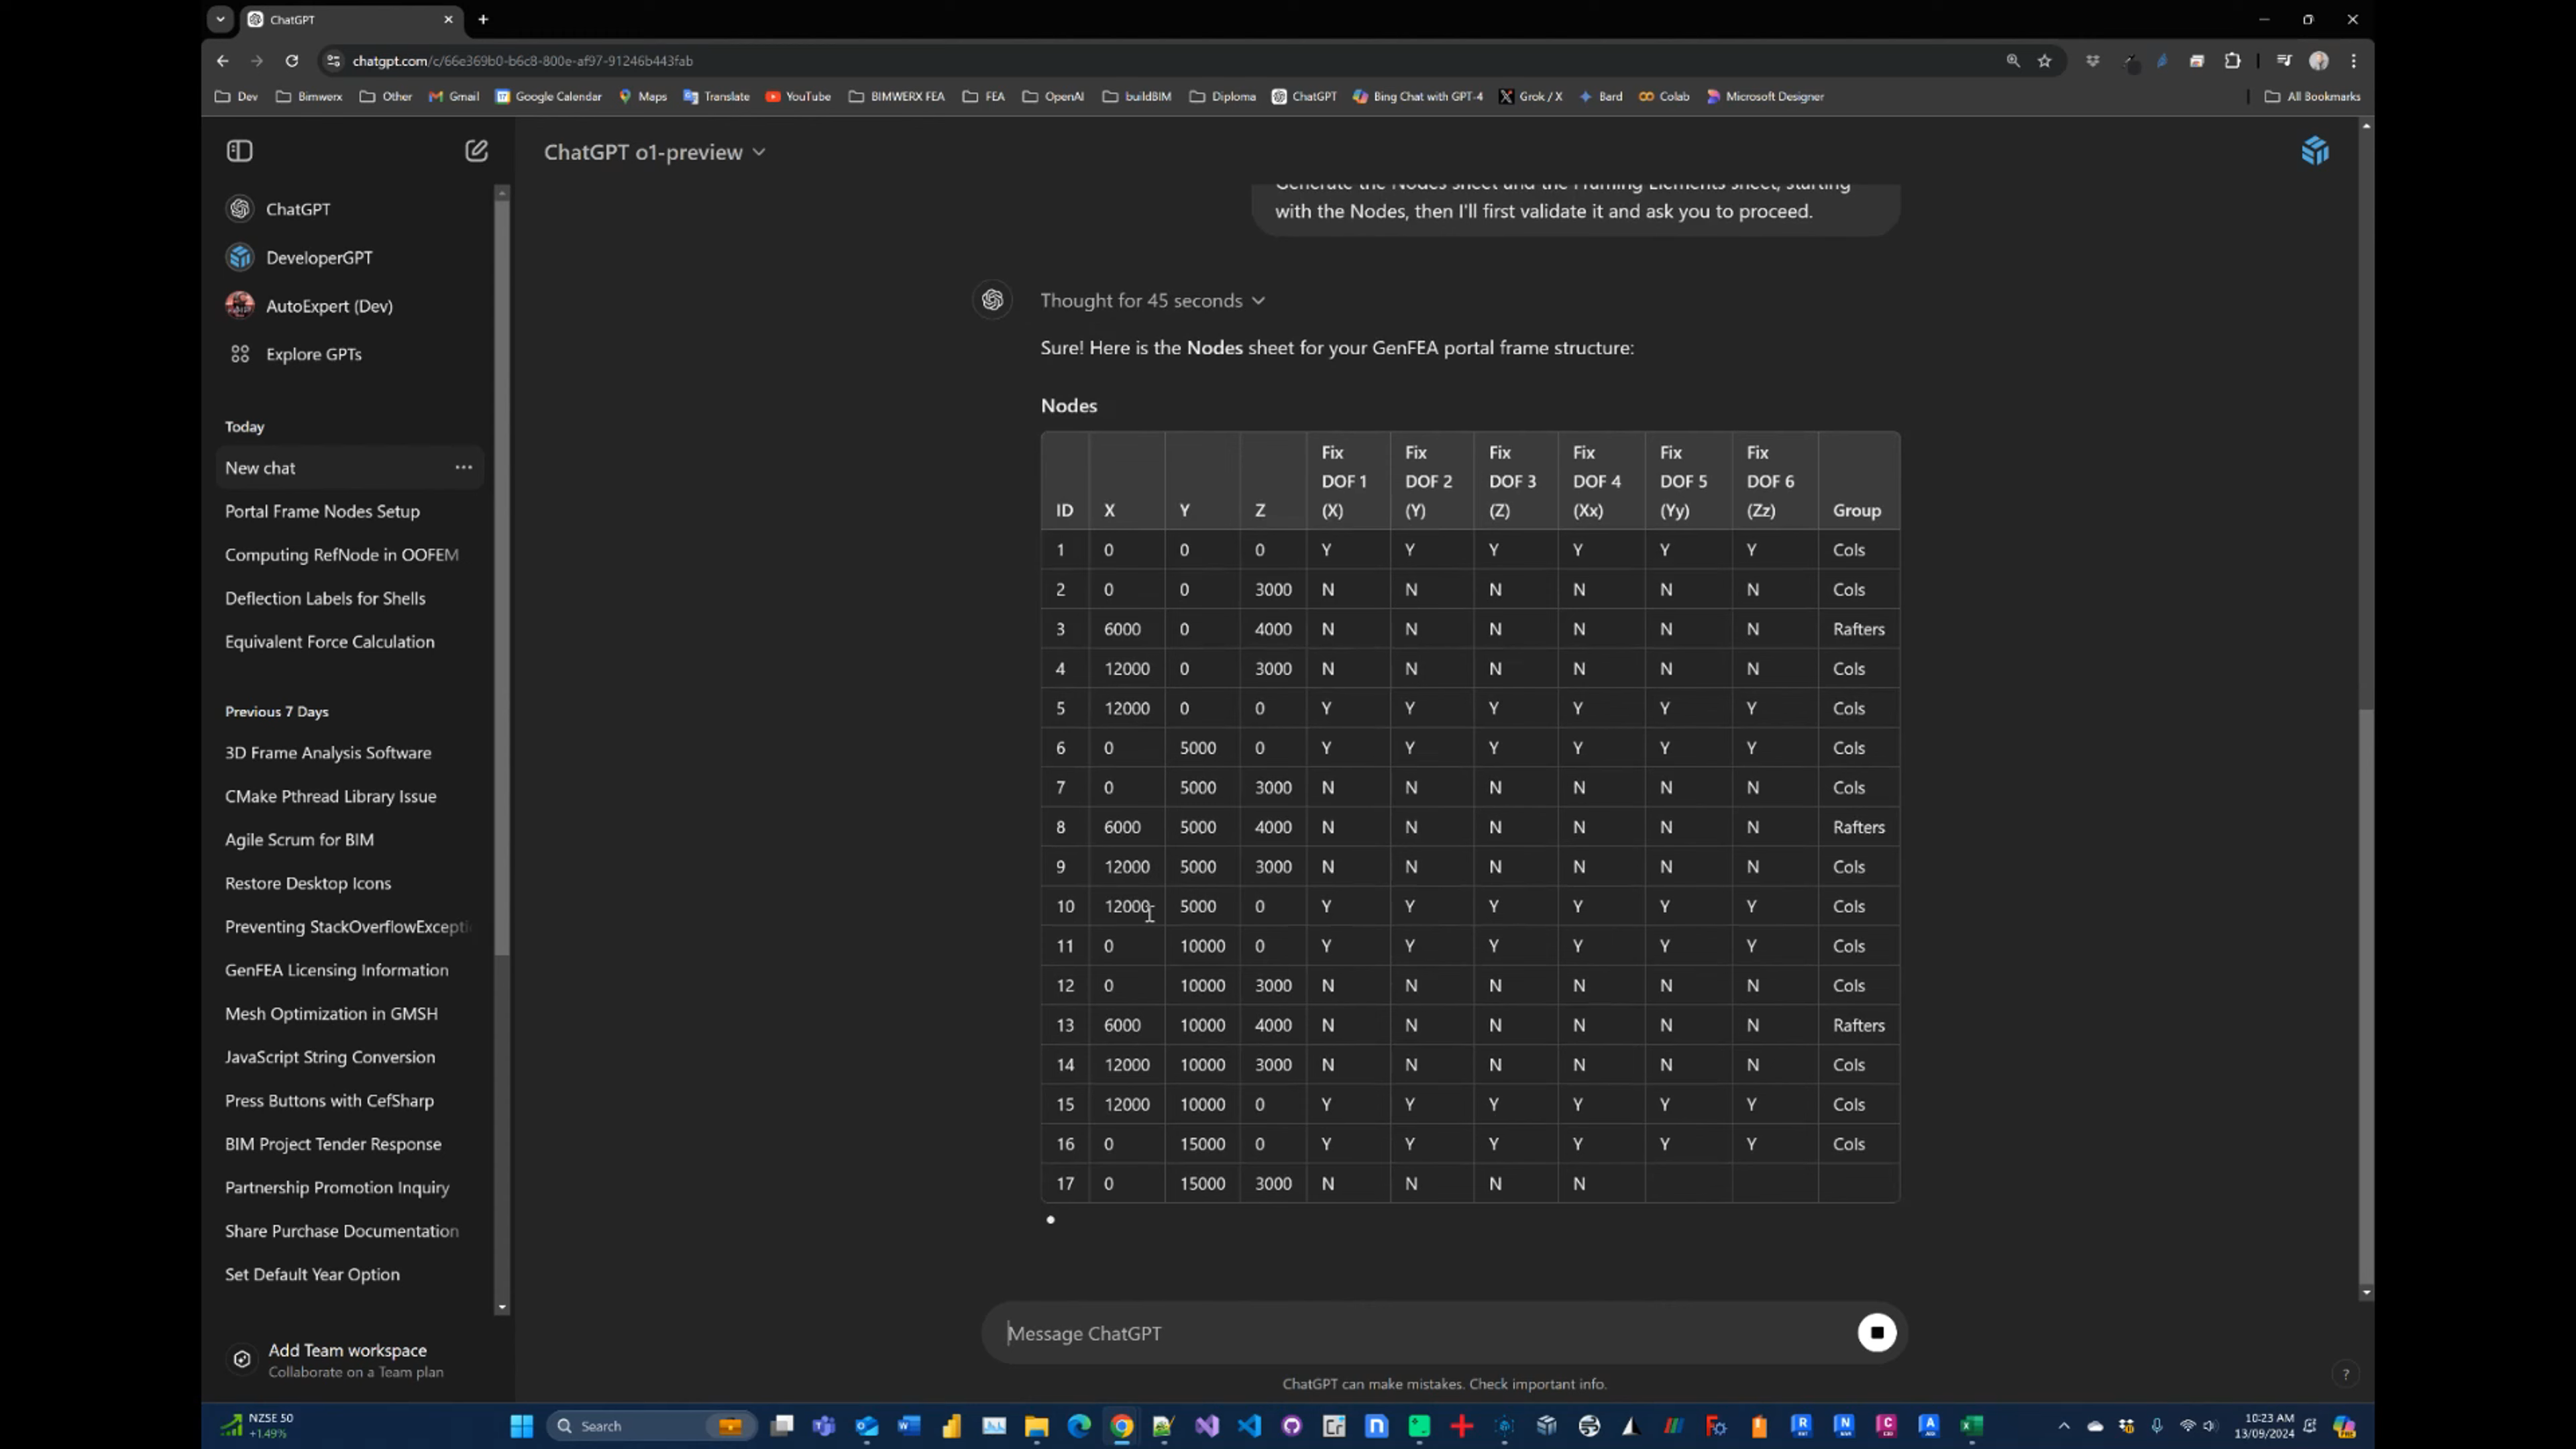 ChatGPT
chatgpt.com/c/66e369b0-b6c8-800e-af97-91246b443fab
Dev Bimwerx Other Gmail Google Calendar Maps Translate YouTube BIMWERX FEA FEA OpenAI buildBIM Diploma ChatGPT Bing Chat with GPT-4 Grok / X Bard Colab Microsoft Designer All Bookmarks
ChatGPT
DeveloperGPT
AutoExpert (Dev)
Explore GPTs
Today
New chat
Portal Frame Nodes Setup
Computing RefNode in OOFEM
Deflection Labels for Shells
Equivalent Force Calculation
Previous 7 Days
3D Frame Analysis Software
CMake Pthread Library Issue
Agile Scrum for BIM
Restore Desktop Icons
Preventing StackOverflowExcepti
GenFEA Licensing Information
Mesh Optimization in GMSH
JavaScript String Conversion
Press Buttons with CefSharp
BIM Project Tender Response
Partnership Promotion Inquiry
Share Purchase Documentation
Set Default Year Option
Add Team workspace
Collaborate on a Team plan
ChatGPT o1-preview
Generate the Nodes sheet and the Framing Elements sheet, starting
with the Nodes, then I'll first validate it and ask you to proceed.
Thought for 45 seconds
Sure! Here is the Nodes sheet for your GenFEA portal frame structure:
Nodes
Fix Fix Fix Fix Fix Fix
DOF 1 DOF 2 DOF 3 DOF 4 DOF 5 DOF 6
ID X Y Z (X) (Y) (Z) (Xx) (Yy) (Zz) Group
1 0 0 0 Y Y Y Y Y Y Cols
2 0 0 3000 N N N N N N Cols
3 6000 0 4000 N N N N N N Rafters
4 12000 0 3000 N N N N N N Cols
5 12000 0 0 Y Y Y Y Y Y Cols
6 0 5000 0 Y Y Y Y Y Y Cols
7 0 5000 3000 N N N N N N Cols
8 6000 5000 4000 N N N N N N Rafters
9 12000 5000 3000 N N N N N N Cols
10 12000 5000 0 Y Y Y Y Y Y Cols
11 0 10000 0 Y Y Y Y Y Y Cols
12 0 10000 3000 N N N N N N Cols
13 6000 10000 4000 N N N N N N Rafters
14 12000 10000 3000 N N N N N N Cols
15 12000 10000 0 Y Y Y Y Y Y Cols
16 0 15000 0 Y Y Y Y Y Y Cols
17 0 15000 3000 N N N N
Message ChatGPT
ChatGPT can make mistakes. Check important info.
?
NZSE 50
+1.49%
Search
10:23 AM
13/09/2024